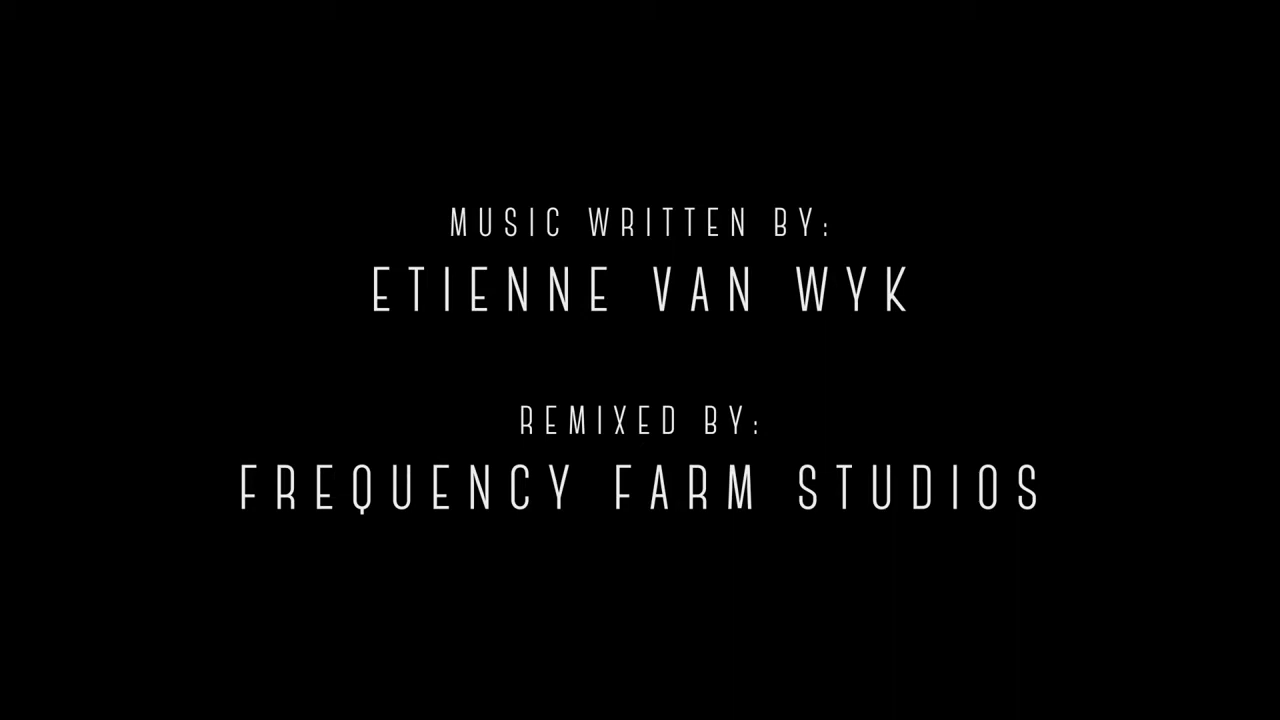 MUSIC WRITTEN BY:
ETIENNE VAN WYK
REMIXED BY:
FREQUENCY FARM STUDIOS